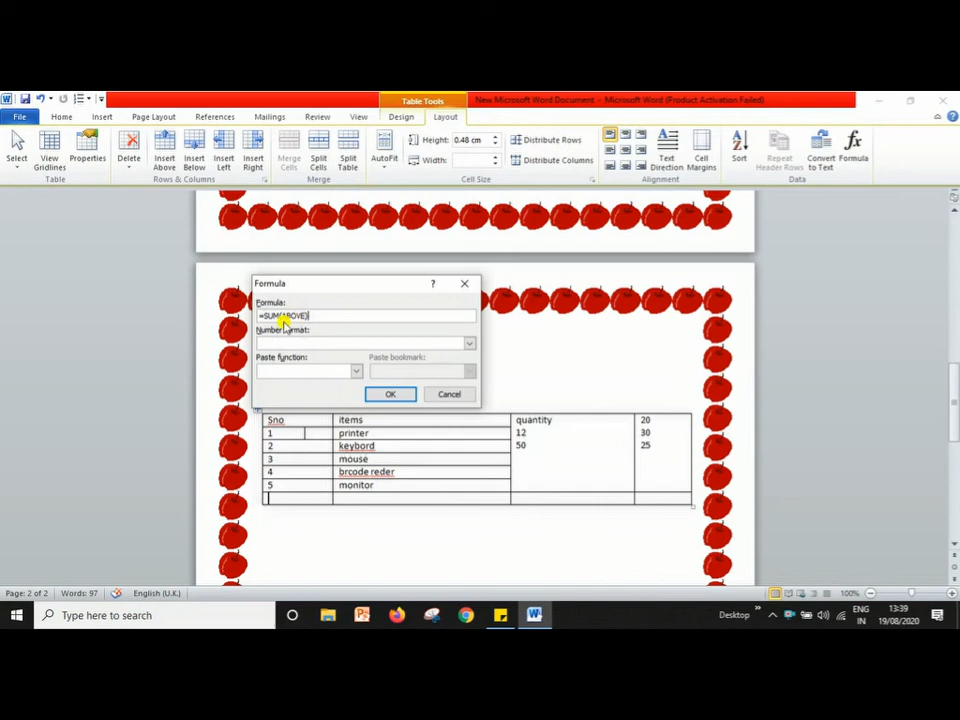 Table Tools
New Microsoft Word Document - Microsoft Word (Product Activation Failed)
File Home Insert Page Layout References Mailings Review View Design Layout
Select View Gridlines Properties Delete Insert Above Insert Below Insert Left Insert Right Merge Cells Split Cells Split Table AutoFit Height: 0.48 cm Width: Distribute Rows Distribute Columns Text Direction Cell Margins Sort Repeat Header Rows Convert to Text Formula
Table Rows & Columns Merge Cell Size Alignment Data
Formula
Formula:
=SUM(ABOVE)
Number format:
Paste function: Paste bookmark:
OK Cancel
Sno items quantity 20
1 printer 12 30
2 keybord 50 25
3 mouse
4 brcode reder
5 monitor
Page: 2 of 2 Words: 97 English (U.K.) 100%
Type here to search Desktop ENG 13:39
IN 19/08/2020